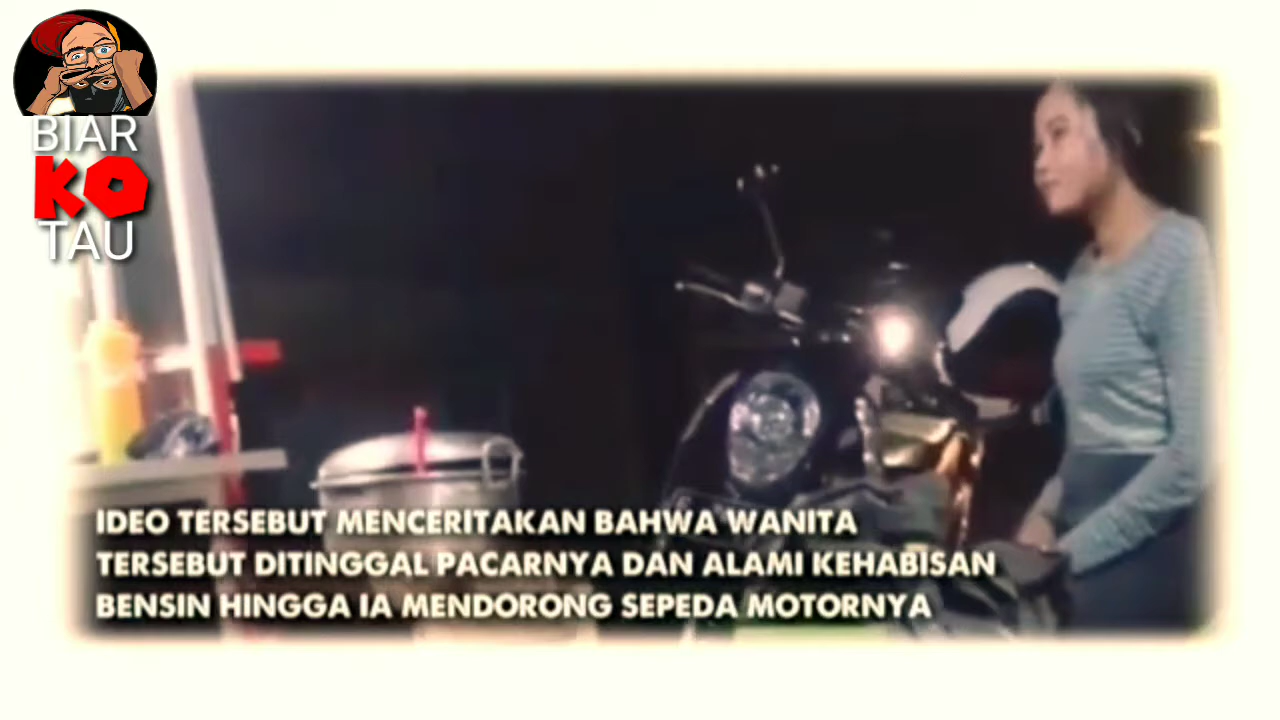 BIAR
KO
TAU
IDEO TERSEBUT MENCERITAKAN BAHWA WANITA
TERSEBUT DITINGGAL PACARNYA DAN ALAMI KEHABISAN
BENSIN HINGGA IA MENDORONG SEPEDA MOTORNYA